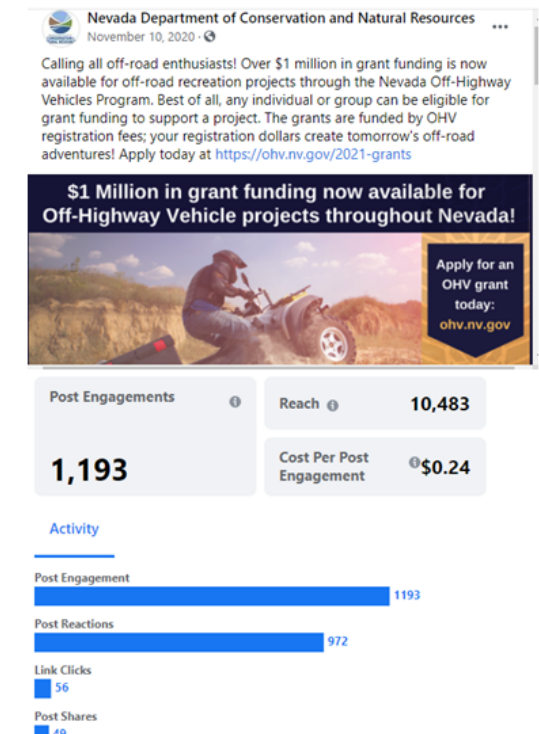 Nevada Department of Conservation and Natural Resources
November 10, 2020 ·
Calling all off-road enthusiasts! Over $1 million in grant funding is now
available for off-road recreation projects through the Nevada Off-Highway
Vehicles Program. Best of all, any individual or group can be eligible for
grant funding to support a project. The grants are funded by OHV
registration fees; your registration dollars create tomorrow's off-road
adventures! Apply today at https://ohv.nv.gov/2021-grants
$1 Million in grant funding now available for
Off-Highway Vehicle projects throughout Nevada!
Apply for an
OHV grant
today:
ohv.nv.gov
Post Engagements
1,193
Reach 10,483
Cost Per Post
Engagement
$0.24
Activity
Post Engagement
1193
Post Reactions
972
Link Clicks
56
Post Shares
49